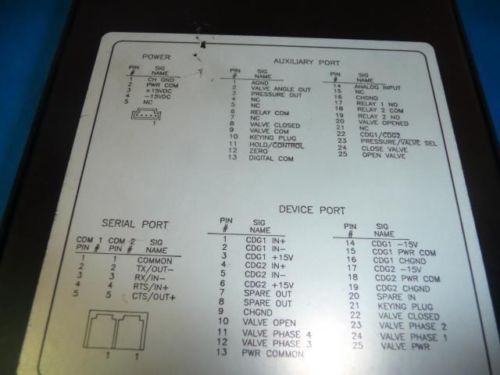 POWER
PIN # SIG NAME
1 CH GND
2 PWR COM
3 +15VDC
4 -15VDC
5 NC
AUXILIARY PORT
PIN # SIG NAME
1 AGND
2 VALVE ANGLE OUT
3 PRESSURE OUT
4 NC
5 NC
6 RELAY COM
7 NC
8 VALVE CLOSED
9 VALVE COM
10 KEYING PLUG
11 HOLD/CONTROL
12 ZERO
13 DIGITAL COM
PIN # SIG NAME
14 ANALOG INPUT
15 NC
16 CHGND
17 RELAY 1 NO
18 RELAY 2 COM
19 RELAY 2 NO
20 VALVE OPENED
21 NC
22 CDG1/CDG2
23 PRESSURE/VALVE SEL
24 CLOSE VALVE
25 OPEN VALVE
SERIAL PORT
COM 1 PIN # COM 2 PIN # SIG NAME
1 1 COMMON
2 2 TX/OUT-
3 3 RX/IN-
4 4 RTS/IN+
5 5 CTS/OUT+
1 1
DEVICE PORT
PIN # SIG NAME
1 CDG1 IN+
2 CDG1 IN-
3 CDG1 +15V
4 CDG2 IN+
5 CDG2 IN-
6 CDG2 +15V
7 SPARE OUT
8 SPARE OUT
9 CHGND
10 VALVE OPEN
11 VALVE PHASE 4
12 VALVE PHASE 3
13 PWR COMMON
PIN # SIG NAME
14 CDG1 -15V
15 CDG1 PWR COM
16 CDG1 CHGND
17 CDG2 -15V
18 CDG2 PWR COM
19 CDG2 CHGND
20 SPARE IN
21 KEYING PLUG
22 VALVE CLOSED
23 VALVE PHASE 2
24 VALVE PHASE 1
25 VALVE PWR